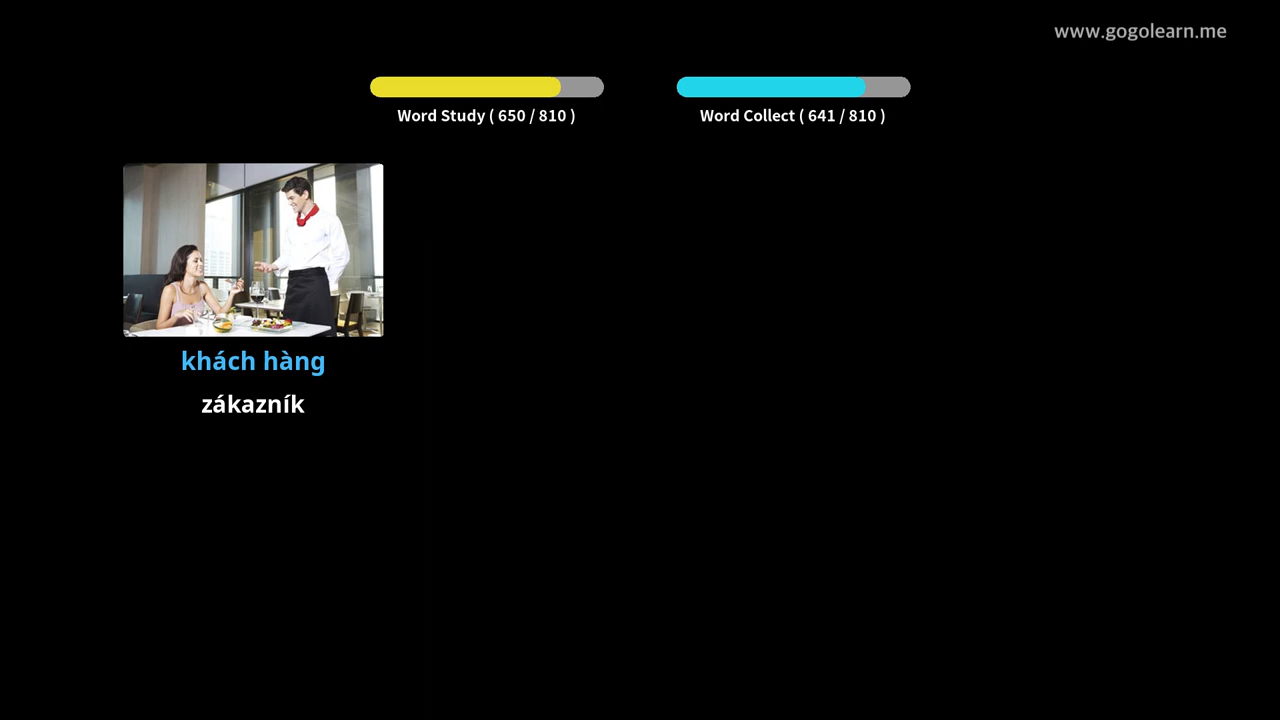 www.gogolearn.me
Word Study ( 650 / 810 )
Word Collect ( 641 / 810 )
khách hàng
zákazník